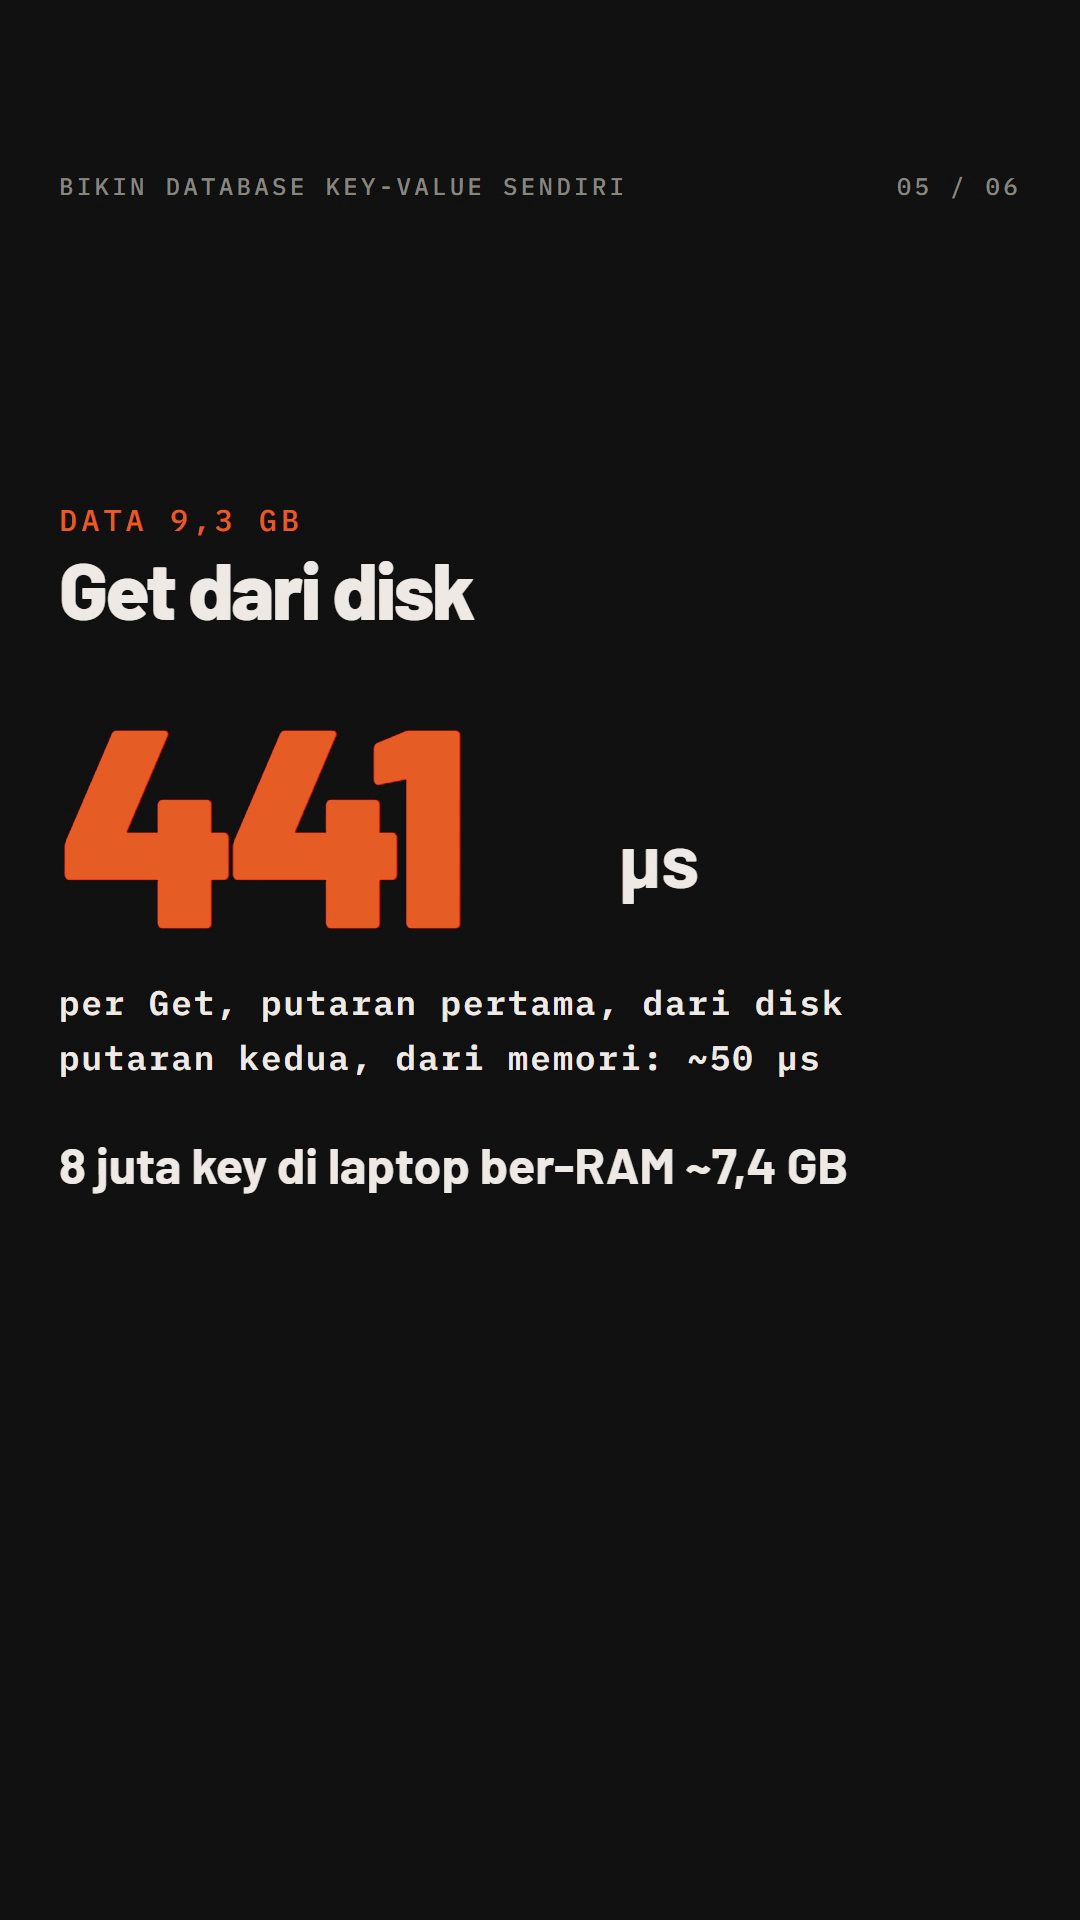 BIKIN DATABASE KEY-VALUE SENDIRI
05 / 06
DATA 9,3 GB
Get dari disk
441 µs
per Get, putaran pertama, dari disk
putaran kedua, dari memori: ~50 µs
8 juta key di laptop ber-RAM ~7,4 GB